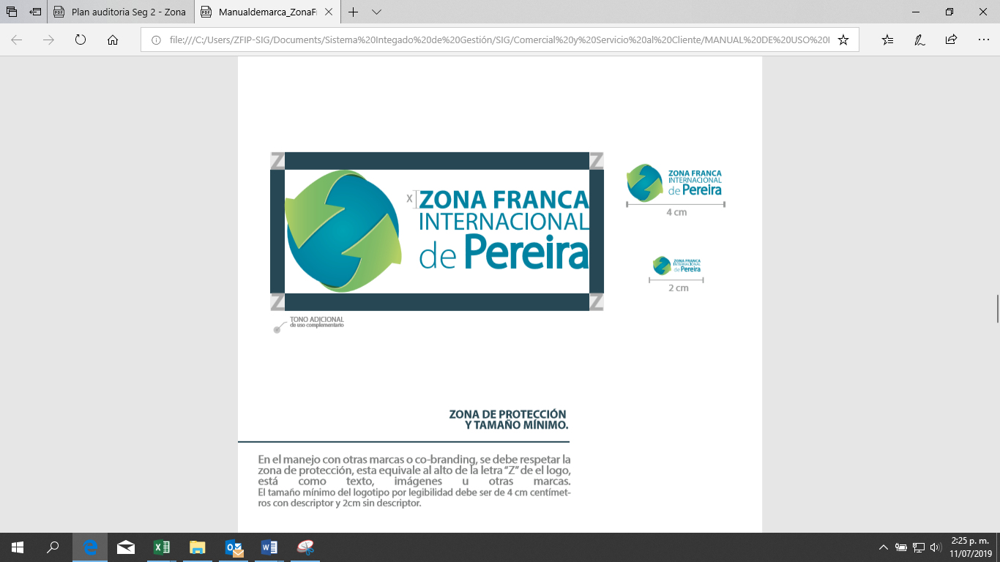 Plan auditoria Seg 2 - Zona
Manualdemarca_ZonaF
file:///C:/Users/ZFIP-SIG/Documents/Sistema%20Integado%20de%20Gestión/SIG/Comercial%20y%20Servicio%20al%20Cliente/MANUAL%20DE%20USO%20
Z
Z
X
ZONA FRANCA
INTERNACIONAL
de Pereira
Z
Z
TONO ADICIONAL
de uso complementario
ZONA FRANCA
INTERNACIONAL
de Pereira
4 cm
ZONA FRANCA
INTERNACIONAL
de Pereira
2 cm
ZONA DE PROTECCIÓN
Y TAMAÑO MÍNIMO.
En el manejo con otras marcas o co-branding, se debe respetar la
zona de protección, esta equivale al alto de la letra “Z” de el logo,
está como texto, imágenes u otras marcas.
El tamaño mínimo del logotipo por legibilidad debe ser de 4 cm centímet-
ros con descriptor y 2cm sin descriptor.
2:25 p. m.
11/07/2019